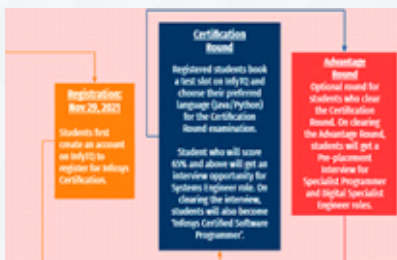 Registration:
Nov 29, 2021
Students first
create an account
on InfyTQ to
register for Infosys
Certification.
Certification
Round
Registered students book
a test slot on InfyTQ and
choose their preferred
language (Java/Python)
for the Certification
Round examination.
Student who will score
65% and above will get an
interview opportunity for
Systems Engineer role. On
clearing the interview,
students will also become
'Infosys Certified Software
Programmer'.
Advantage
Round
Optional round for
students who clear
the Certification
Round. On clearing
the Advantage Round,
students will get a
Pre-placement
Interview for
Specialist Programmer
and Digital Specialist
Engineer roles.